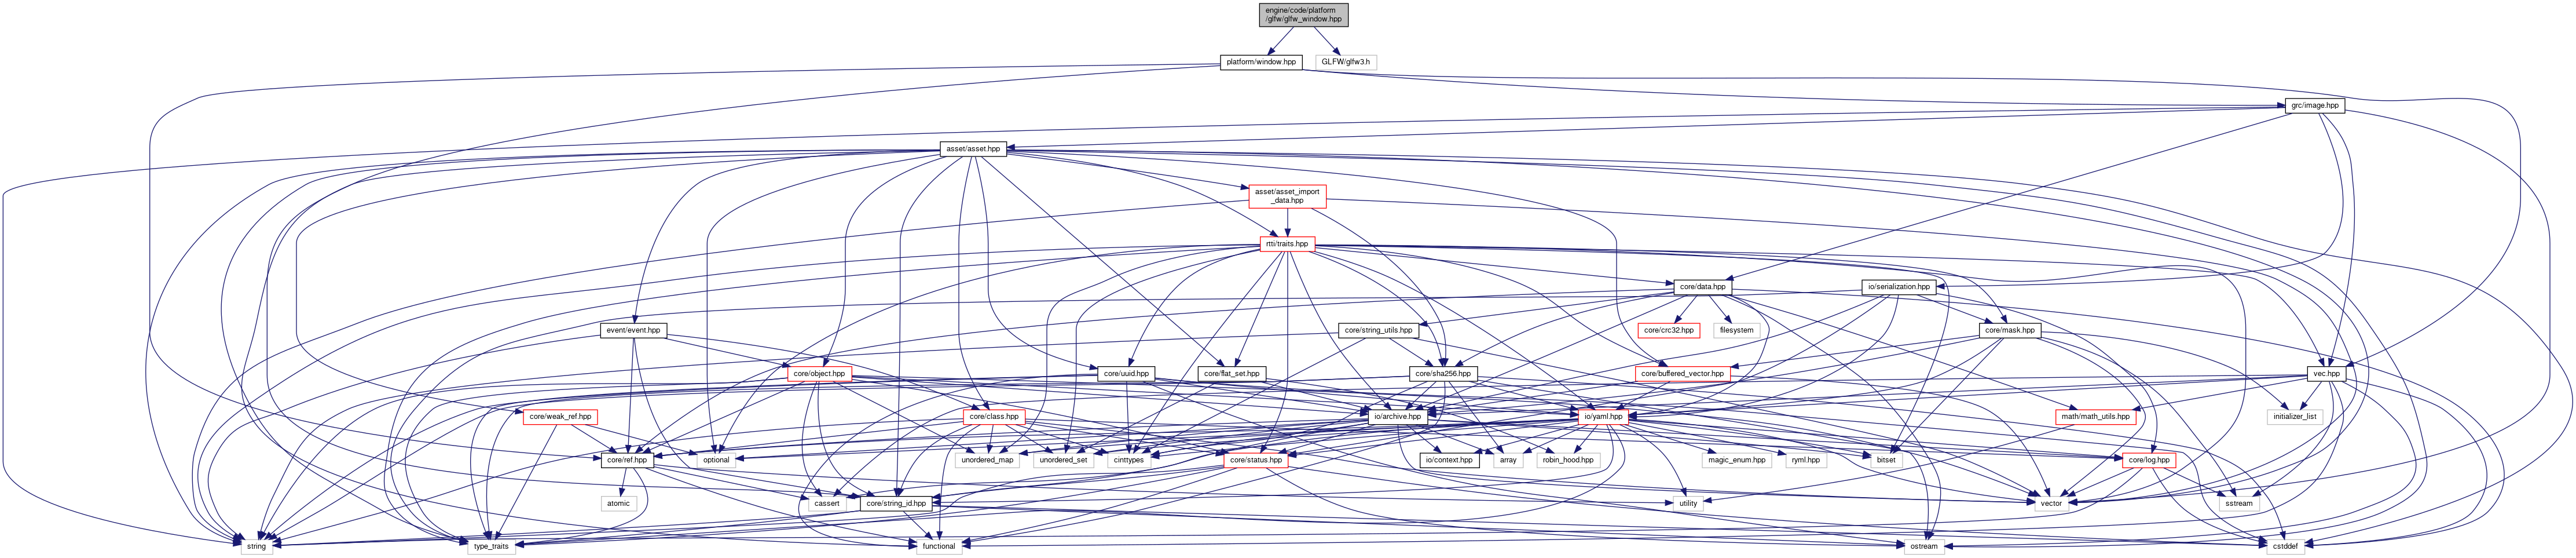 engine/code/platform
/glfw/glfw_window.hpp
platform/window.hpp
GLFW/glfw3.h
grc/image.hpp
asset/asset.hpp
asset/asset_import
_data.hpp
rtti/traits.hpp
core/data.hpp
io/serialization.hpp
event/event.hpp
core/string_utils.hpp
core/crc32.hpp
filesystem
core/mask.hpp
core/object.hpp
core/uuid.hpp
core/flat_set.hpp
core/sha256.hpp
core/buffered_vector.hpp
vec.hpp
core/weak_ref.hpp
core/class.hpp
io/archive.hpp
io/yaml.hpp
math/math_utils.hpp
initializer_list
core/ref.hpp
optional
unordered_map
unordered_set
cinttypes
core/status.hpp
io/context.hpp
array
robin_hood.hpp
magic_enum.hpp
ryml.hpp
bitset
core/log.hpp
atomic
cassert
core/string_id.hpp
utility
vector
sstream
string
type_traits
functional
ostream
cstddef